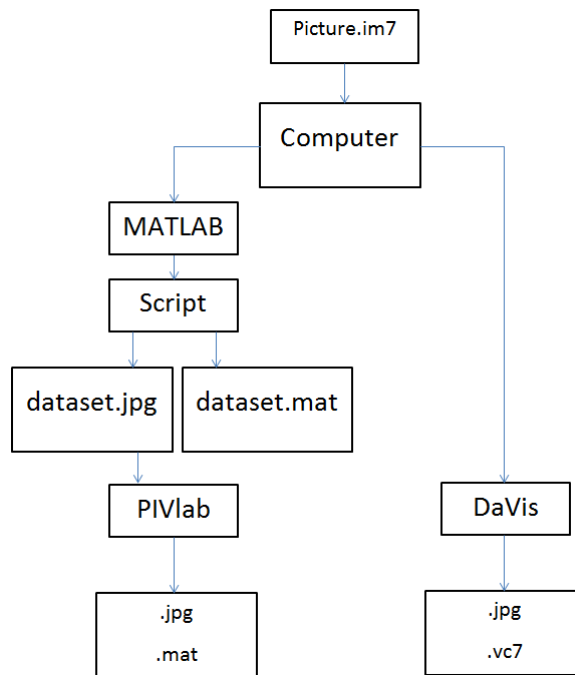 Picture.im7
Computer
MATLAB
Script
dataset.jpg
dataset.mat
PIVlab
DaVis
.jpg
.mat
.jpg
.vc7